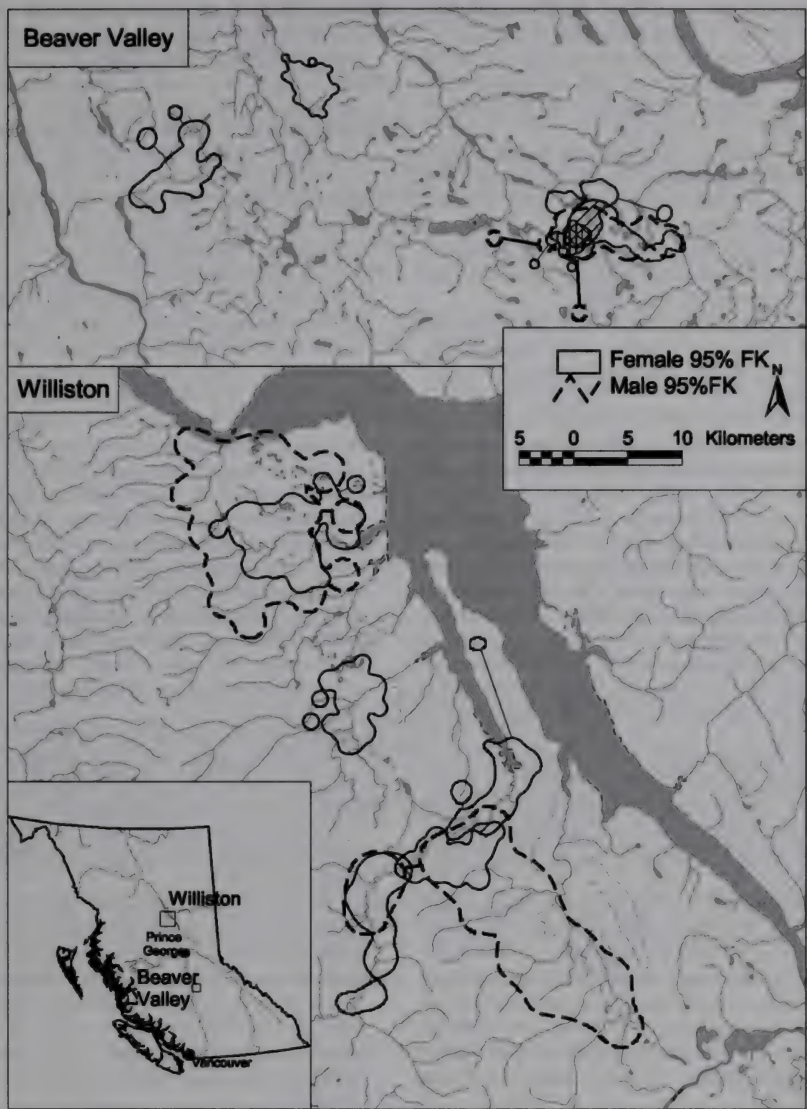 Beaver Valley
Female 95% FK
N
Male 95%FK
5 0 5 10 Kilometers
Williston
Williston
Prince
George
Beaver
Valley
Vancouver